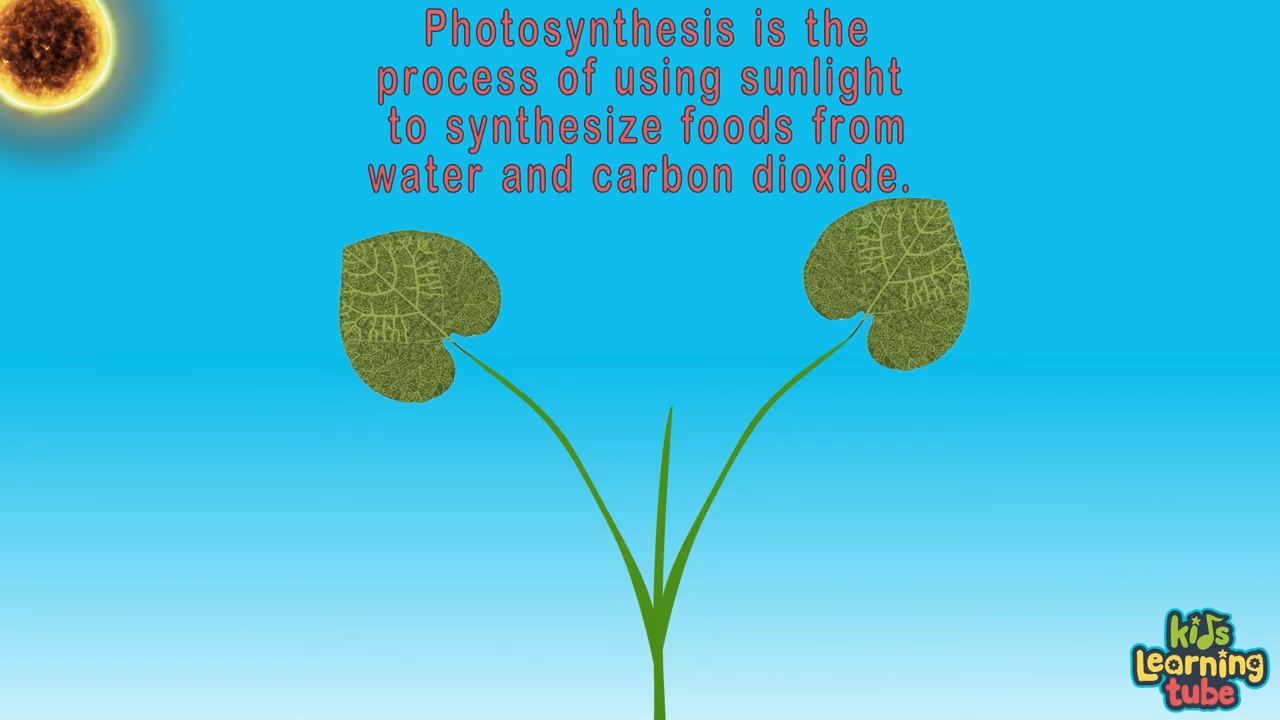 Photosynthesis is the
process of using sunlight
to synthesize foods from
water and carbon dioxide.
kids
Learning
tube